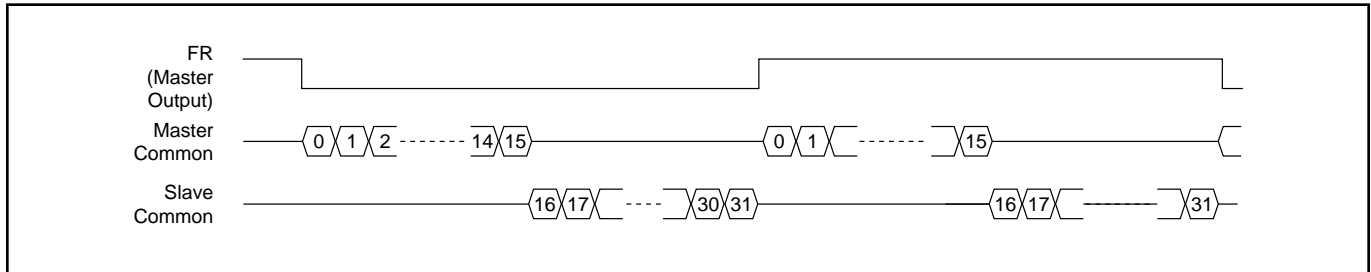 FR
(Master
Output)
Master
Common
0 1 2 14 15 0 1 15
Slave
Common
16 17 30 31 16 17 31